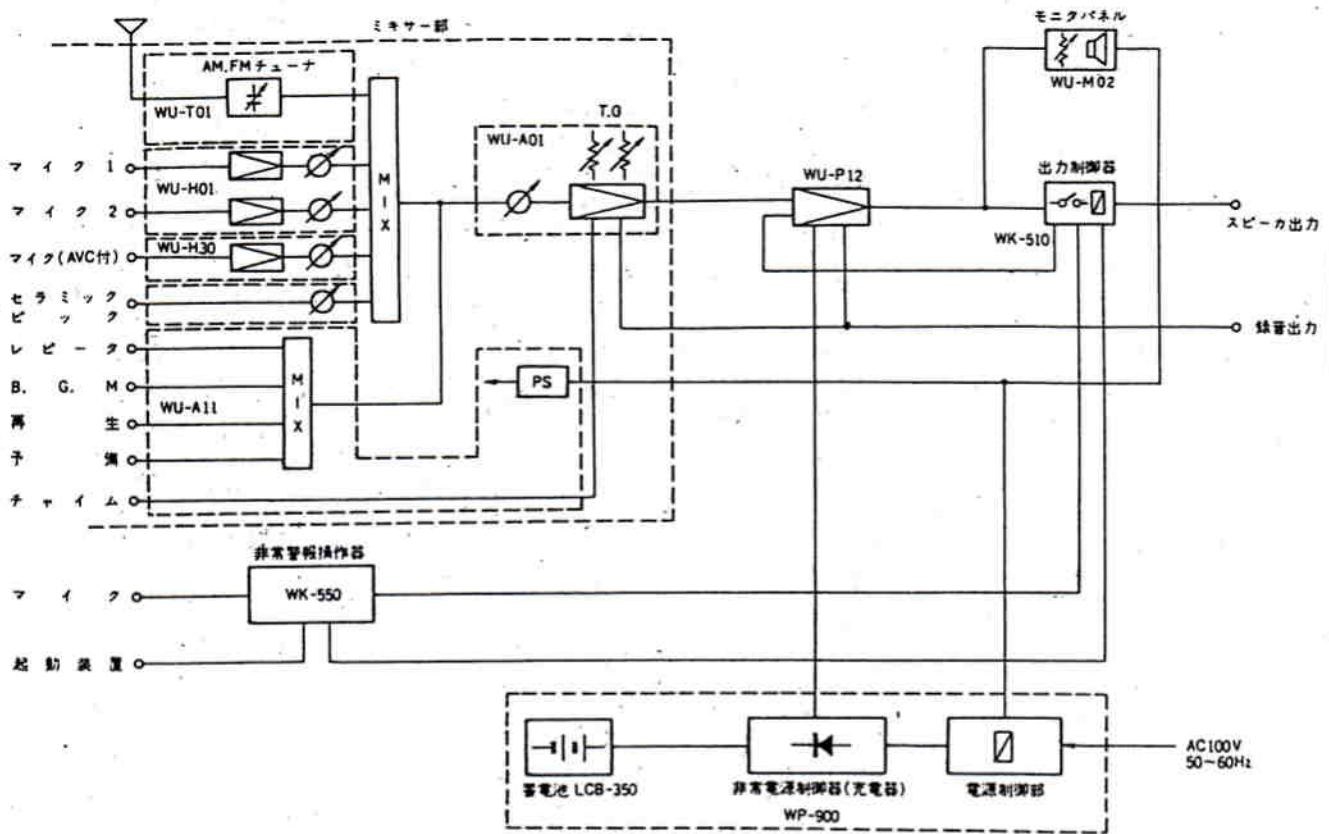 ミキサー部
モニタパネル
WU-M02
AM.FMチューナ
WU-T01
T.G
WU-A01
マイク1
WU-H01
マイク2
MIX
WU-P12
出力制御器
WK-510
スピーカ出力
マイク(AVC付)
WU-H30
セラミック
ピック
録音出力
レピータ
B. G. M
WU-A11
MIX
PS
再生
予備
チャイム
非常警報操作器
マイク
WK-550
起動装置
AC100V
50~60Hz
蓄電池 LCB-350
非常電源制御器(充電器)
電源制御部
WP-900